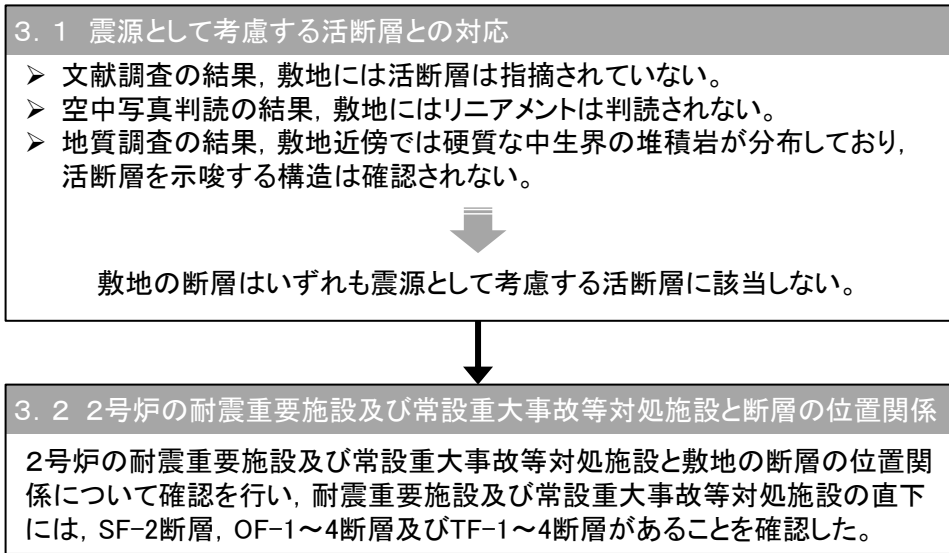 3．1 震源として考慮する活断層との対応
➢ 文献調査の結果，敷地には活断層は指摘されていない。
➢ 空中写真判読の結果，敷地にはリニアメントは判読されない。
➢ 地質調査の結果，敷地近傍では硬質な中生界の堆積岩が分布しており，
活断層を示唆する構造は確認されない。
敷地の断層はいずれも震源として考慮する活断層に該当しない。
3．2 2号炉の耐震重要施設及び常設重大事故等対処施設と断層の位置関係
2号炉の耐震重要施設及び常設重大事故等対処施設と敷地の断層の位置関
係について確認を行い，耐震重要施設及び常設重大事故等対処施設の直下
には，SF-2断層，OF-1～4断層及びTF-1～4断層があることを確認した。